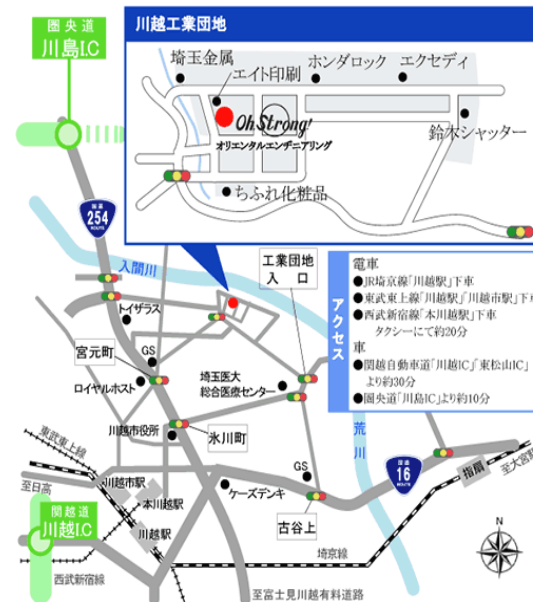 圏央道
川島I.C
川越工業団地
埼玉金属
エイト印刷
ホンダロック
エクセディ
Oh Strong!
オリエンタルエンヂニアリング
鈴木シャッター
ちふれ化粧品
254
ROUTE
入間川
工業団地
入口
トイザラス
宮元町
GS
ロイヤルホスト
埼玉医大
総合医療センター
川越市役所
氷川町
アクセス
電車
●JR埼京線「川越駅」下車
●東武東上線「川越駅」「川越市駅」下車
●西武新宿線「本川越駅」下車
タクシーにて約20分
車
●関越自動車道「川越IC」「東松山IC」
より約30分
●圏央道「川島IC」より約10分
荒川
東武東上線
至日高
川越市駅
本川越駅
川越駅
ケーズデンキ
GS
古谷上
16
ROUTE
指扇
至大宮
関越道
川越I.C
西武新宿線
埼京線
至富士見川越有料道路
N